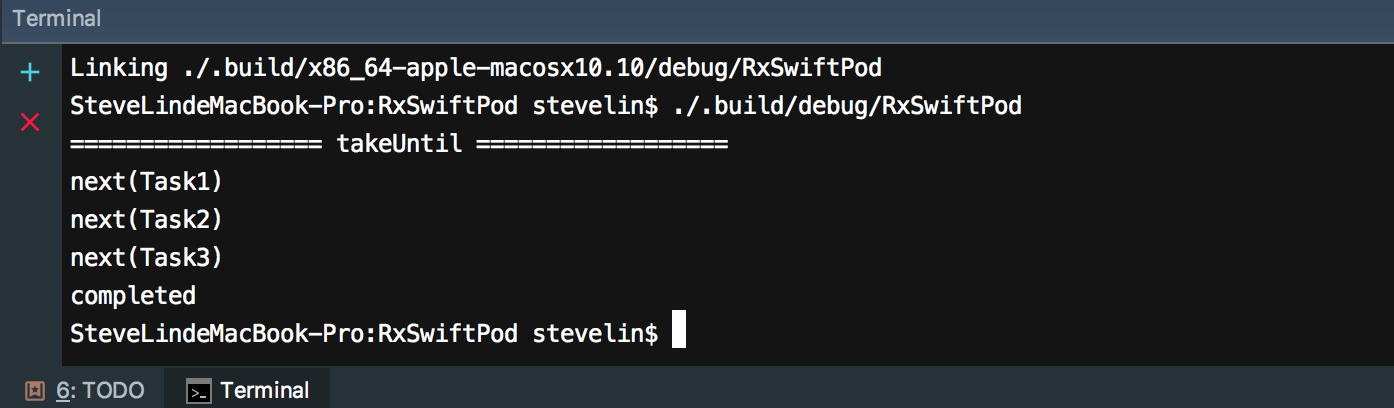 Terminal
Linking ./.build/x86_64-apple-macosx10.10/debug/RxSwiftPod
SteveLindeMacBook-Pro:RxSwiftPod stevelin$ ./.build/debug/RxSwiftPod
================== takeUntil ==================
next(Task1)
next(Task2)
next(Task3)
completed
SteveLindeMacBook-Pro:RxSwiftPod stevelin$
6: TODO Terminal